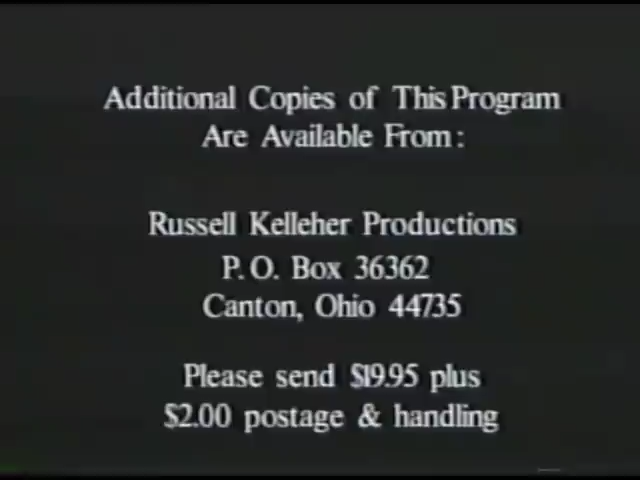 Additional Copies of This Program
Are Available From:
Russell Kelleher Productions
P. O. Box 36362
Canton, Ohio 44735
Please send $19.95 plus
$2.00 postage & handling